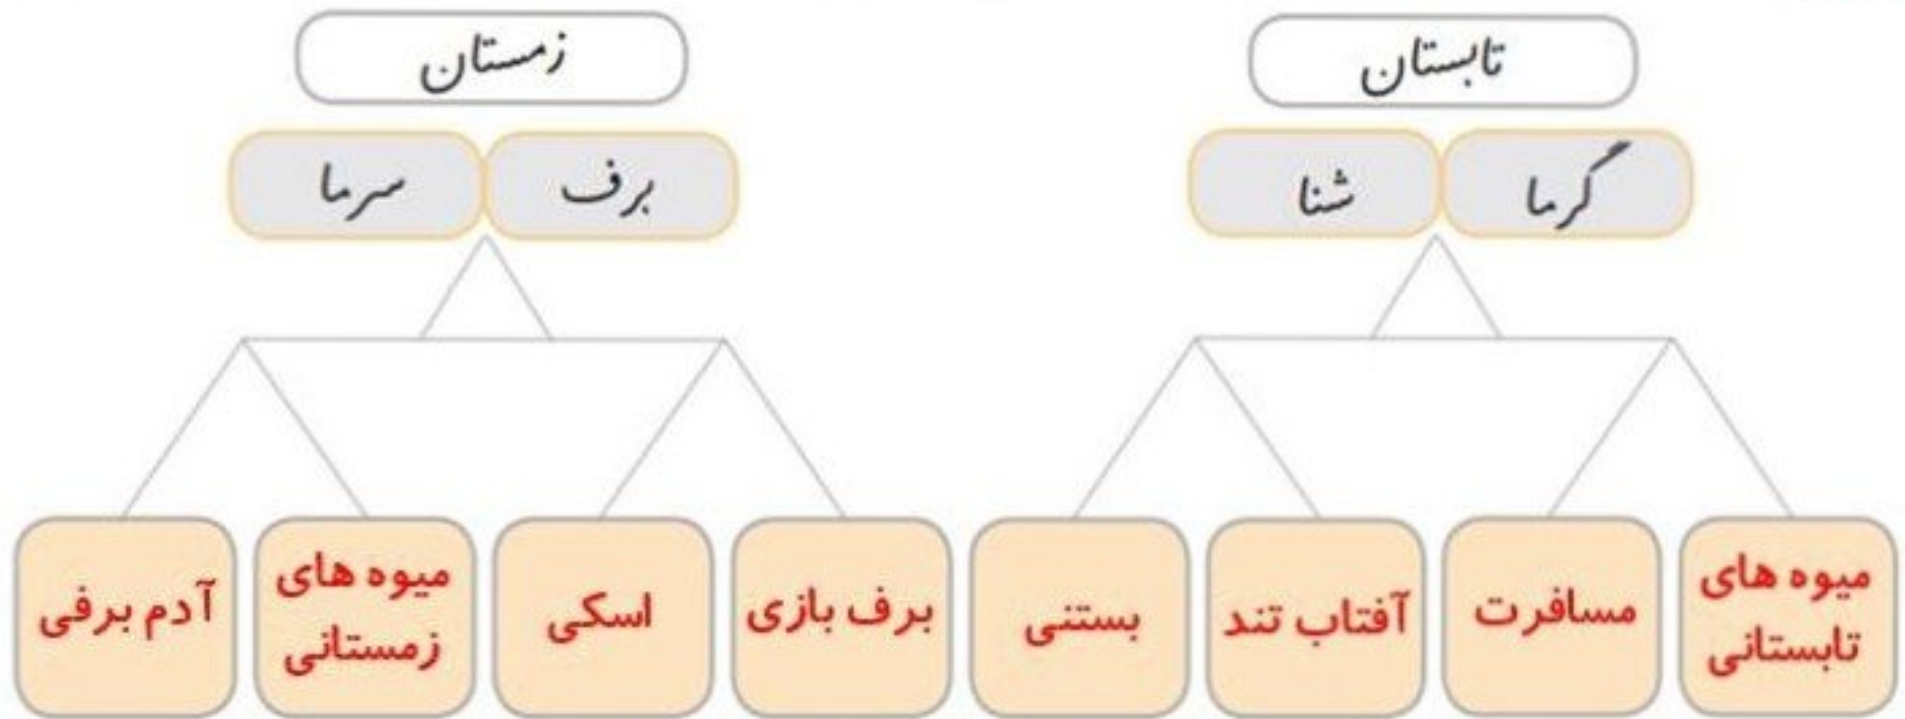 تابستان
زمستان
گرما
شنا
برف
سرما
میوه های
تابستانی
مسافرت
آفتاب تند
بستنی
برف بازی
اسکی
میوه های
زمستانی
آدم برفی